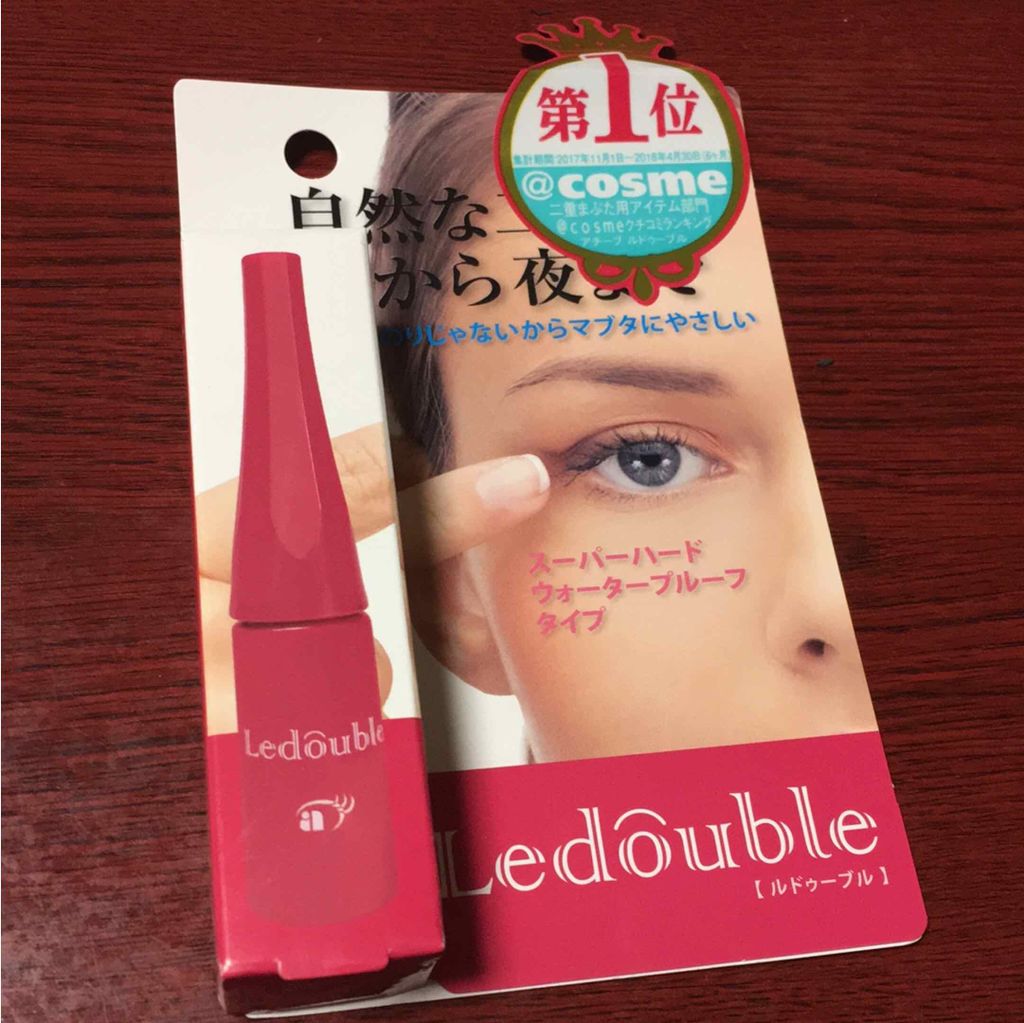 第1位
集計期間:2017年11月1日~2018年4月30日(6ヶ月)
@cosme
二重まぶた用アイテム部門
@cosmeクチコミランキング
アチーブ ルドゥーブル
自然な二
から夜まで
のりじゃないからマブタにやさしい
スーパーハード
ウォータープルーフ
タイプ
Ledouble
Ledôuble
【ルドゥーブル】